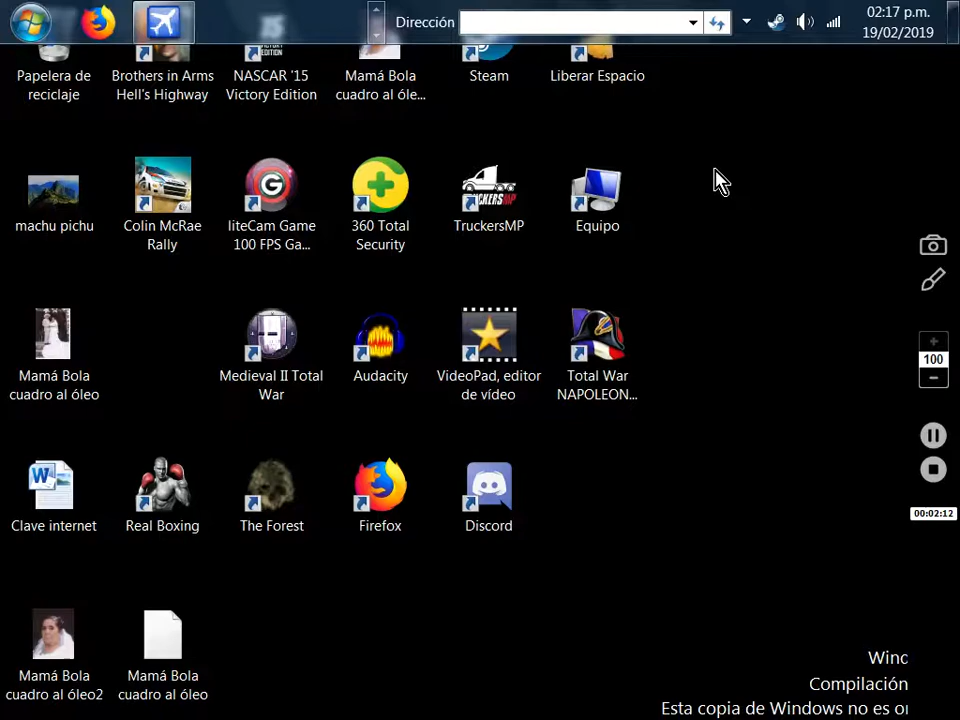 Dirección
02:17 p.m.
19/02/2019
Papelera de
reciclaje
Brothers in Arms
Hell's Highway
NASCAR '15
Victory Edition
Mamá Bola
cuadro al óle...
Steam
Liberar Espacio
machu pichu
Colin McRae
Rally
liteCam Game
100 FPS Ga...
360 Total
Security
TruckersMP
Equipo
Mamá Bola
cuadro al óleo
Medieval II Total
War
Audacity
VideoPad, editor
de vídeo
Total War
NAPOLEON...
100
Clave internet
Real Boxing
The Forest
Firefox
Discord
00:02:12
Mamá Bola
cuadro al óleo2
Mamá Bola
cuadro al óleo
Compilación
Esta copia de Windows no es